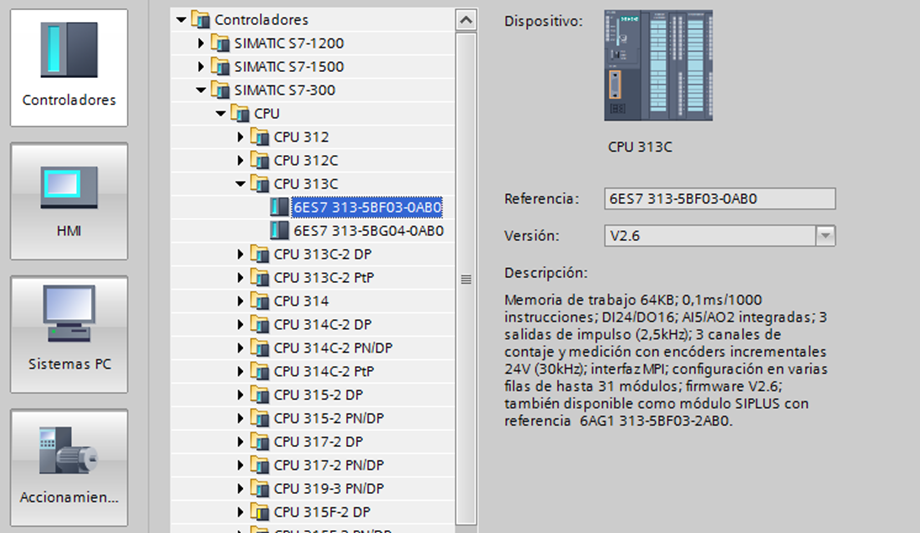 Controladores
HMI
Sistemas PC
Accionamien...
Controladores
SIMATIC S7-1200
SIMATIC S7-1500
SIMATIC S7-300
CPU
CPU 312
CPU 312C
CPU 313C
6ES7 313-5BF03-0AB0
6ES7 313-5BG04-0AB0
CPU 313C-2 DP
CPU 313C-2 PtP
CPU 314
CPU 314C-2 DP
CPU 314C-2 PN/DP
CPU 314C-2 PtP
CPU 315-2 DP
CPU 315-2 PN/DP
CPU 317-2 DP
CPU 317-2 PN/DP
CPU 319-3 PN/DP
CPU 315F-2 DP
CPU 315F-2 PN/DP
Dispositivo:
CPU 313C
Referencia: 6ES7 313-5BF03-0AB0
Versión: V2.6
Descripción:
Memoria de trabajo 64KB; 0,1ms/1000
instrucciones; DI24/DO16; AI5/AO2 integradas; 3
salidas de impulso (2,5kHz); 3 canales de
contaje y medición con encóders incrementales
24V (30kHz); interfaz MPI; configuración en varias
filas de hasta 31 módulos; firmware V2.6;
también disponible como módulo SIPLUS con
referencia 6AG1 313-5BF03-2AB0.